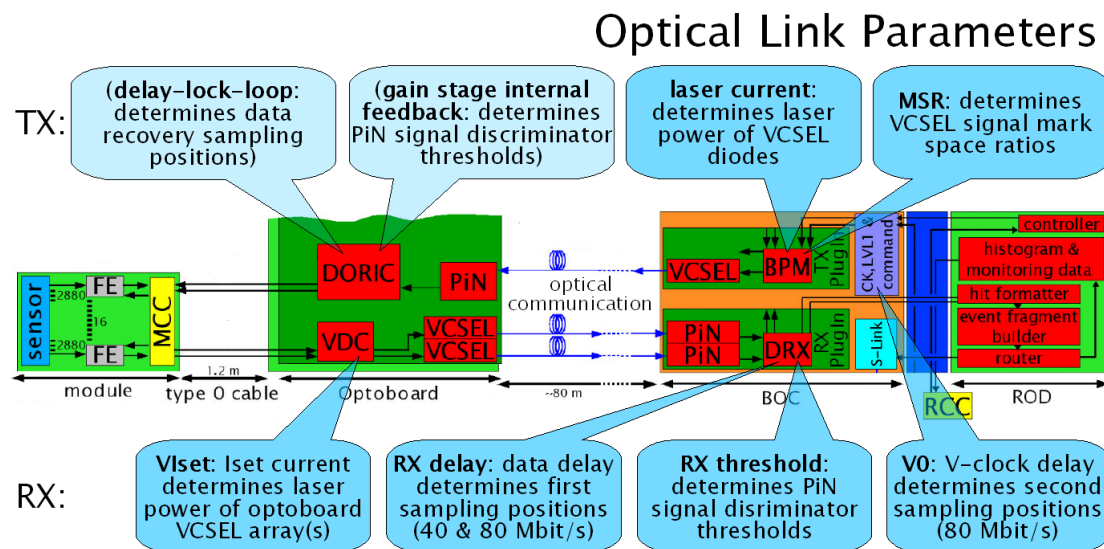 Optical Link Parameters
TX:
(delay-lock-loop:
determines data
recovery sampling
positions)
(gain stage internal
feedback: determines
PiN signal discriminator
thresholds)
laser current:
determines laser
power of VCSEL
diodes
MSR: determines
VCSEL signal mark
space ratios
sensor
2880
16
2880
FE
FE
MCC
DORIC
PiN
VDC
VCSEL
VCSEL
optical
communication
VCSEL
BPM
TX
PlugIn
PiN
PiN
DRX
RX
PlugIn
CK,LVL1 &
command
S-Link
controller
histogram &
monitoring data
hit formatter
event fragment
builder
router
RCC
module
1.2 m
type 0 cable
Optoboard
~80 m
BOC
ROD
RX:
VIset: Iset current
determines laser
power of optoboard
VCSEL array(s)
RX delay: data delay
determines first
sampling positions
(40 & 80 Mbit/s)
RX threshold:
determines PiN
signal disriminator
thresholds
V0: V-clock delay
determines second
sampling positions
(80 Mbit/s)